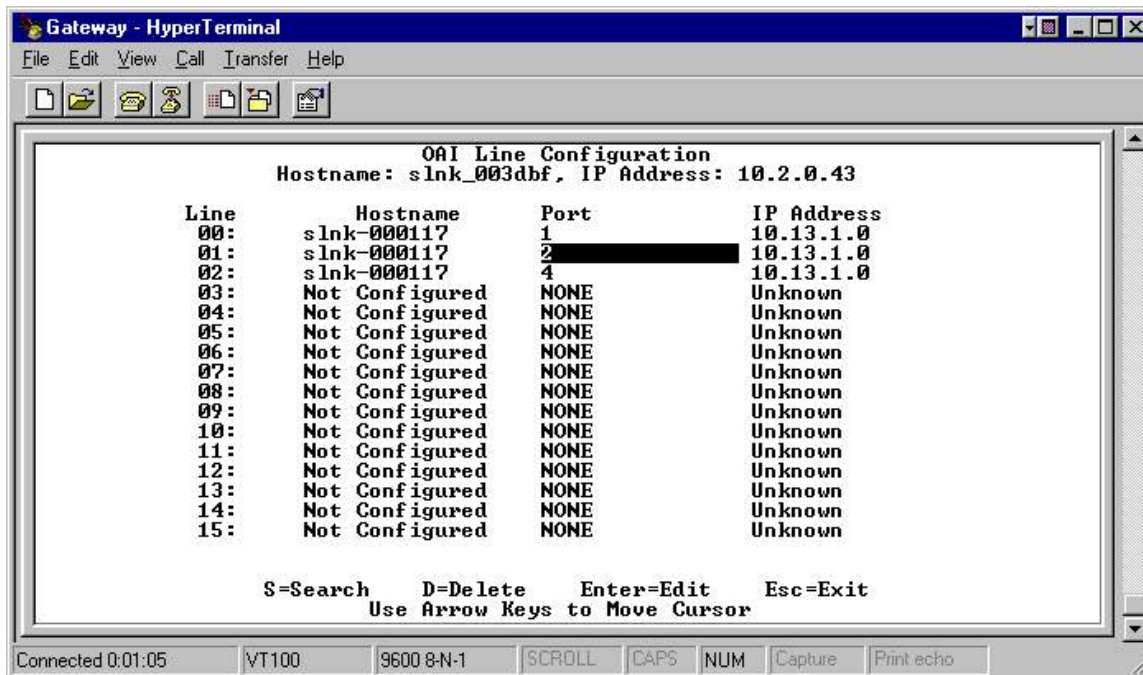 Gateway - HyperTerminal
File Edit View Call Transfer Help
OAI Line Configuration
Hostname: slnk_003dbf, IP Address: 10.2.0.43
Line Hostname Port IP Address
00: slnk-000117 1 10.13.1.0
01: slnk-000117 2 10.13.1.0
02: slnk-000117 4 10.13.1.0
03: Not Configured NONE Unknown
04: Not Configured NONE Unknown
05: Not Configured NONE Unknown
06: Not Configured NONE Unknown
07: Not Configured NONE Unknown
08: Not Configured NONE Unknown
09: Not Configured NONE Unknown
10: Not Configured NONE Unknown
11: Not Configured NONE Unknown
12: Not Configured NONE Unknown
13: Not Configured NONE Unknown
14: Not Configured NONE Unknown
15: Not Configured NONE Unknown
S=Search D=Delete Enter=Edit Esc=Exit
Use Arrow Keys to Move Cursor
Connected 0:01:05 VT100 9600 8-N-1 SCROLL CAPS NUM Capture Print echo